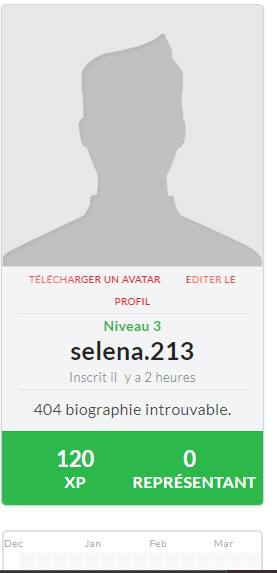 TÉLÉCHARGER UN AVATAR EDITER LE
PROFIL
Niveau 3
selena.213
Inscrit il y a 2 heures
404 biographie introuvable.
120 0
XP REPRÉSENTANT
Dec Jan Feb Mar